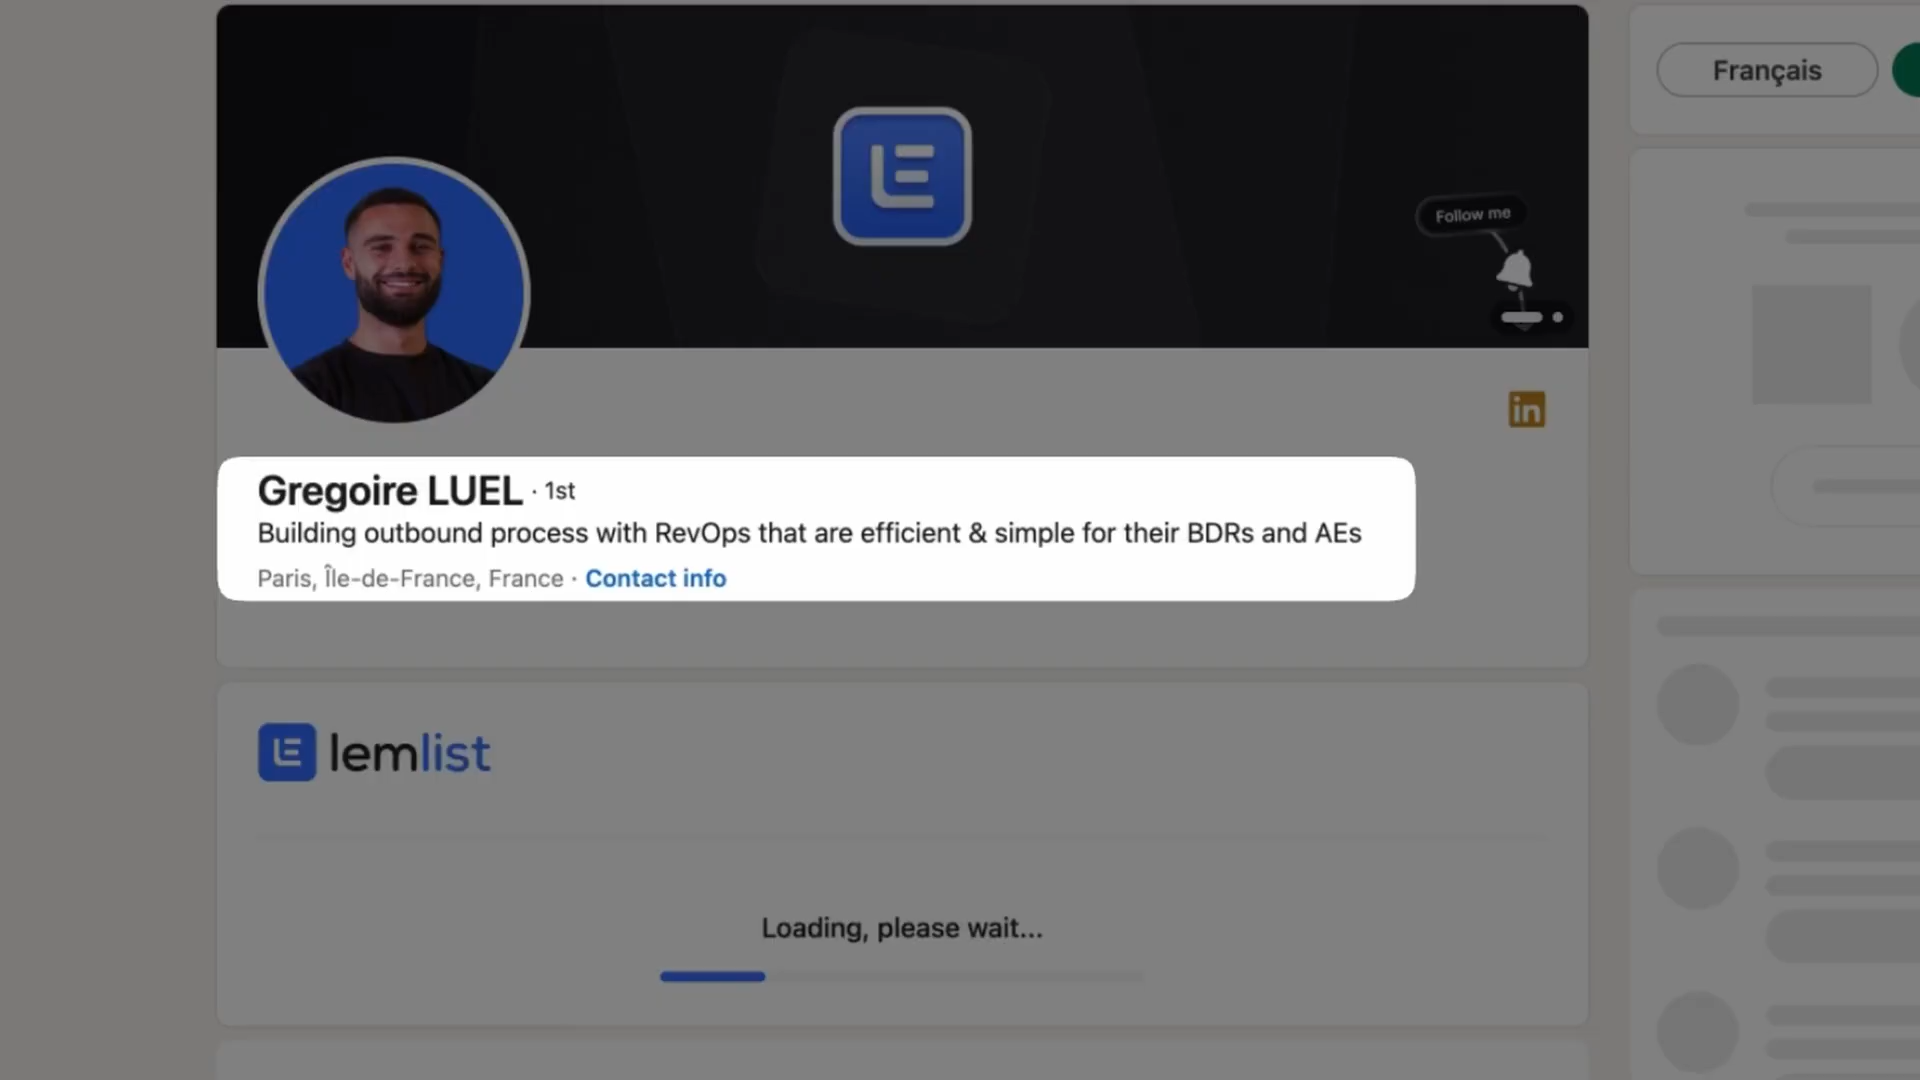 Français
Follow me
in
Gregoire LUEL · 1st
Building outbound process with RevOps that are efficient & simple for their BDRs and AEs
Paris, Île-de-France, France · Contact info
lemlist
Loading, please wait...